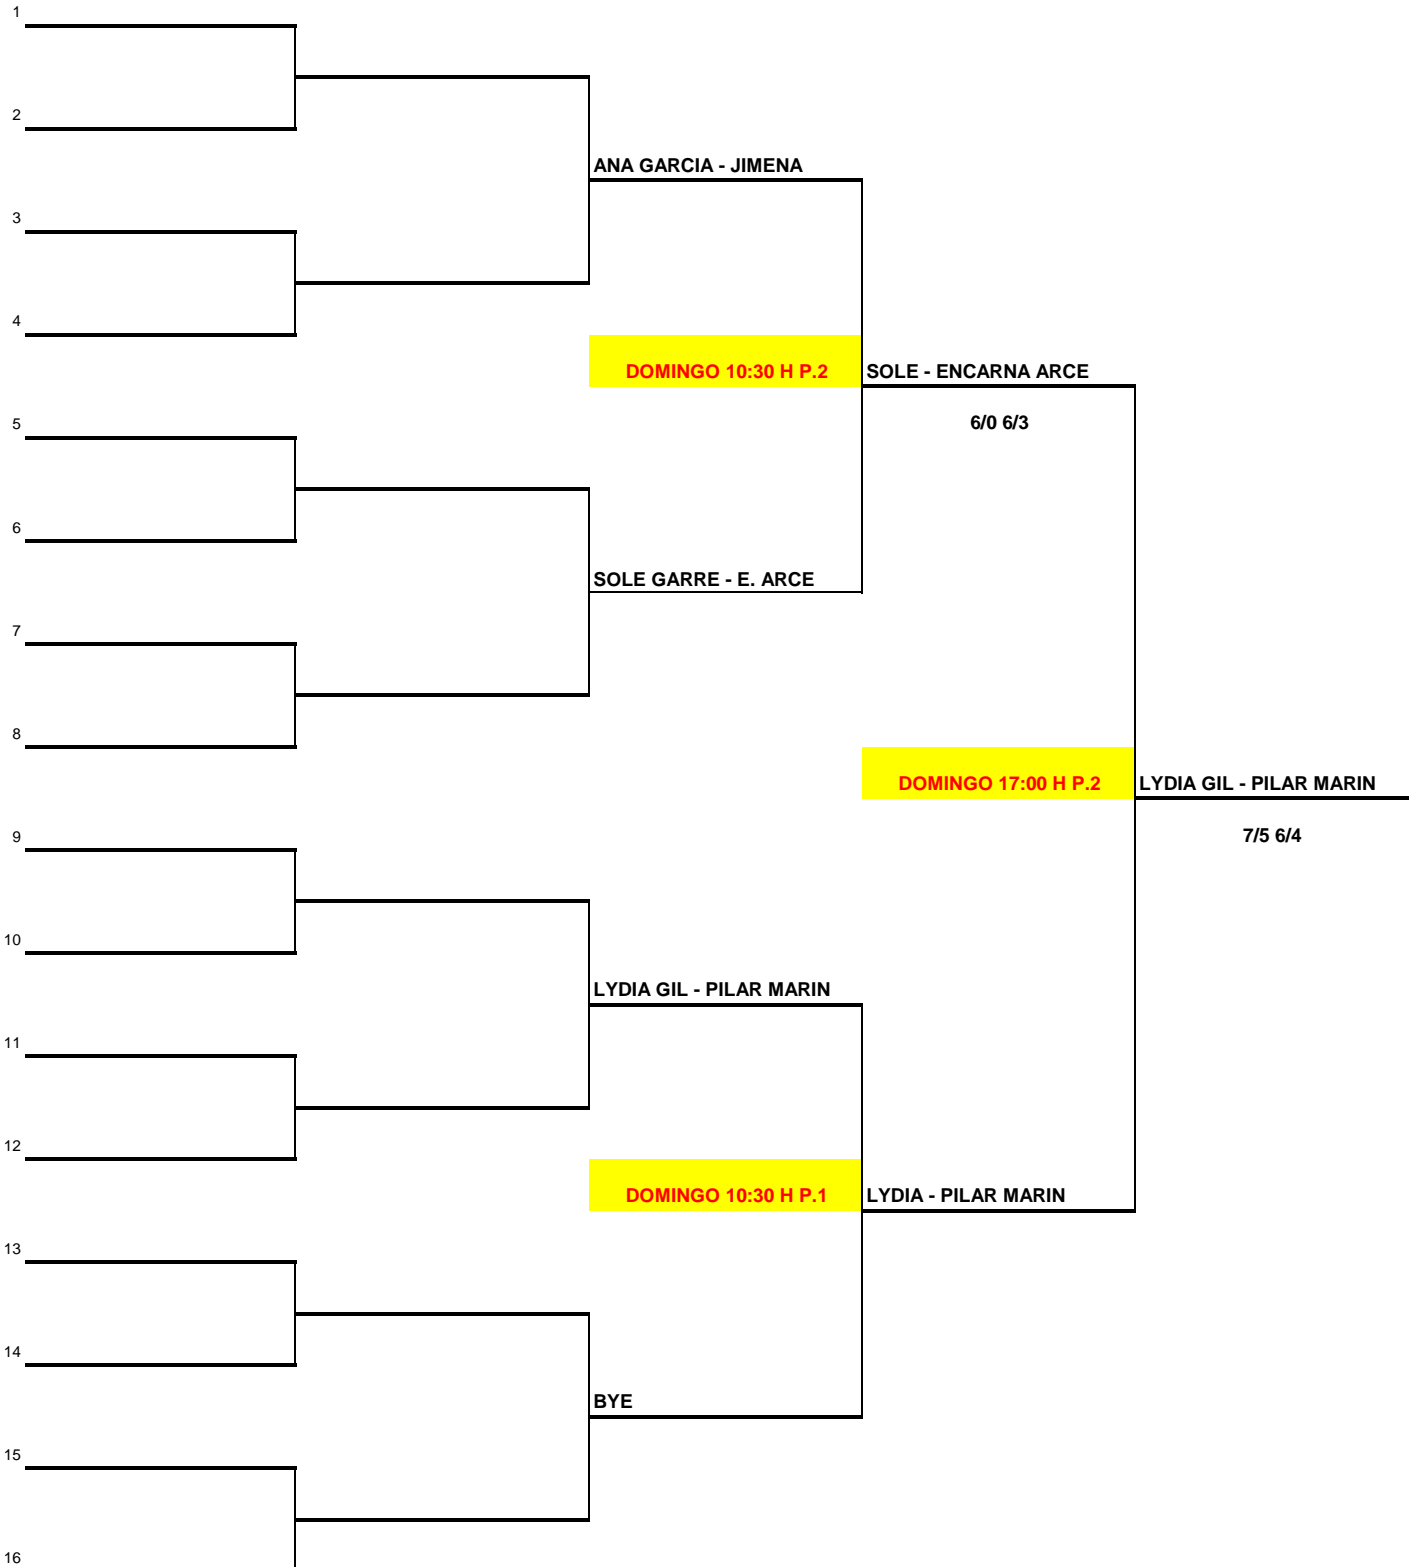 1
2
ANA GARCIA - JIMENA
3
4
DOMINGO 10:30 H P.2
SOLE - ENCARNA ARCE
5
6/0 6/3
6
SOLE GARRE - E. ARCE
7
8
DOMINGO 17:00 H P.2
LYDIA GIL - PILAR MARIN
9
7/5 6/4
10
LYDIA GIL - PILAR MARIN
11
12
DOMINGO 10:30 H P.1
LYDIA - PILAR MARIN
13
14
BYE
15
16